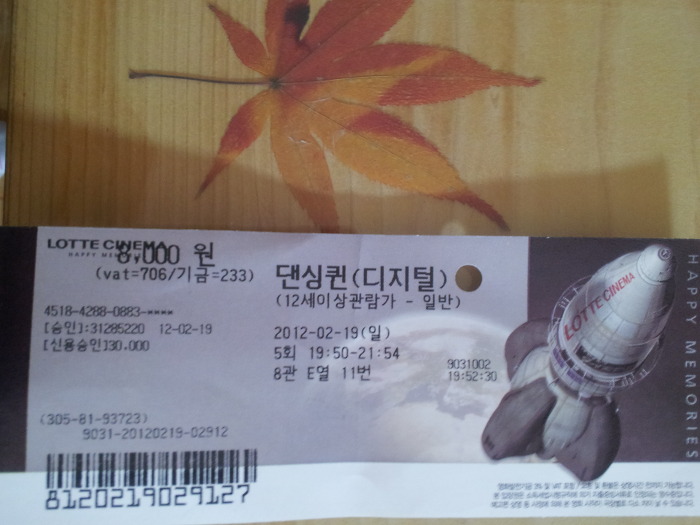 LOTTE CINEMA
HAPPY MEMORIES
8,000 원
(vat=706/기금=233)
4518-4288-0883-****
[승인]:31285220 12-02-19
[신용승인]30,000
(305-81-93723)
9031-20120219-02912
8120219029127
댄싱퀸(디지털)
(12세이상관람가 - 일반)
2012-02-19(일)
5회 19:50-21:54
8관 E열 11번
9031002
19:52:30
LOTTE CINEMA
HAPPY MEMORIES